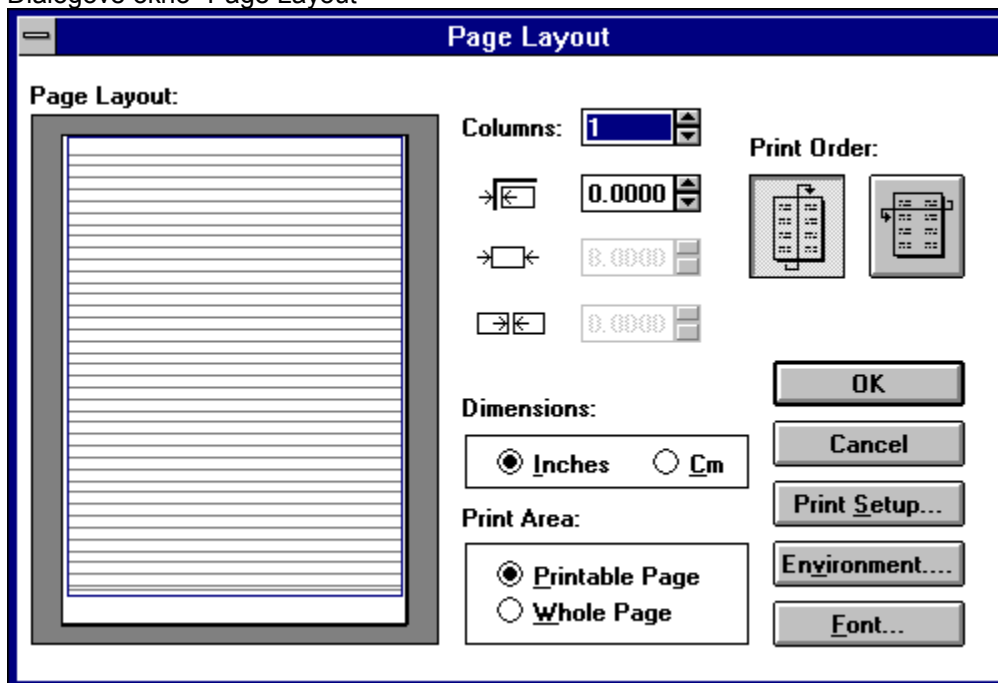 Dialogové okno "Page Layout"
Page Layout
Page Layout:
Columns: 1
0.0000
8.0000
0.0000
Print Order:
Dimensions:
Inches Cm
Print Area:
Printable Page
Whole Page
OK
Cancel
Print Setup...
Environment....
Font...